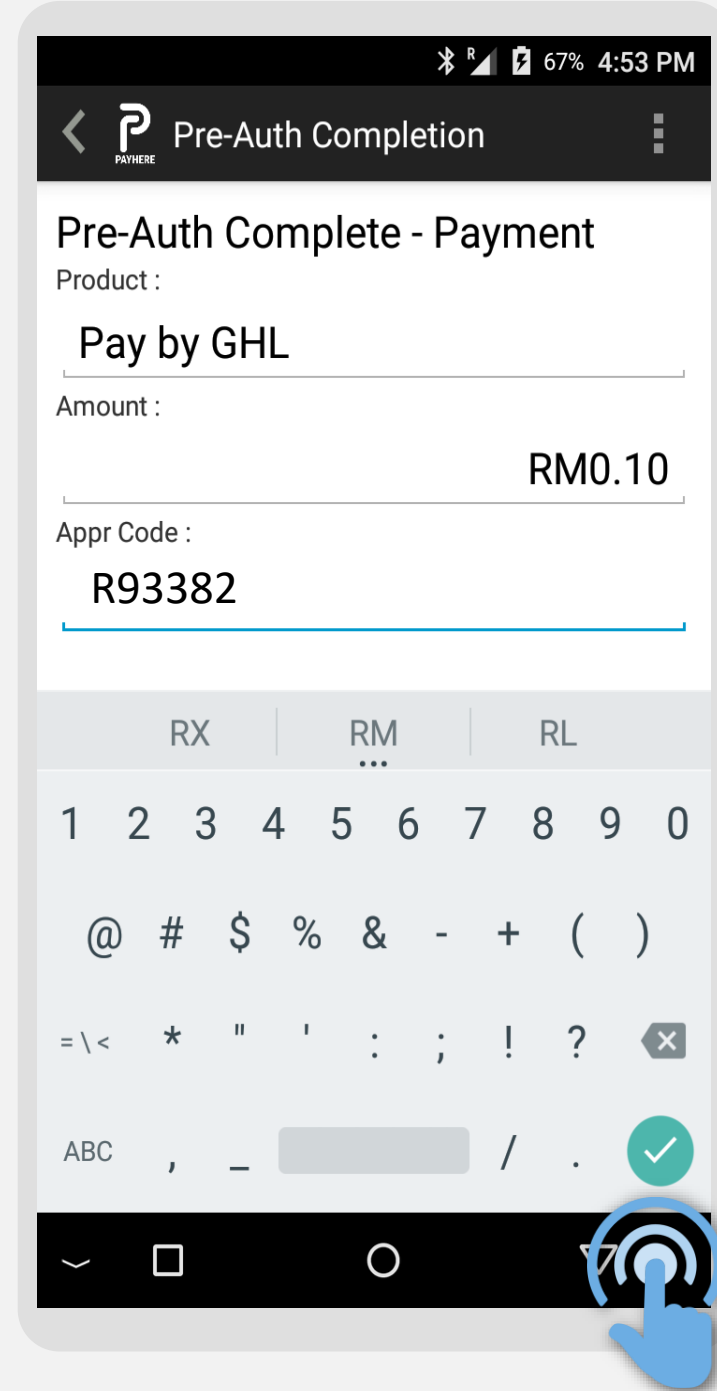 R 67% 4:53 PM
PAYHERE Pre-Auth Completion
Pre-Auth Complete - Payment
Product :
Pay by GHL
Amount :
RM0.10
Appr Code :
R93382
RX RM RL
1 2 3 4 5 6 7 8 9 0
@ # $ % & - + ( )
= \ < * " ' : ; ! ?
ABC , _ / .